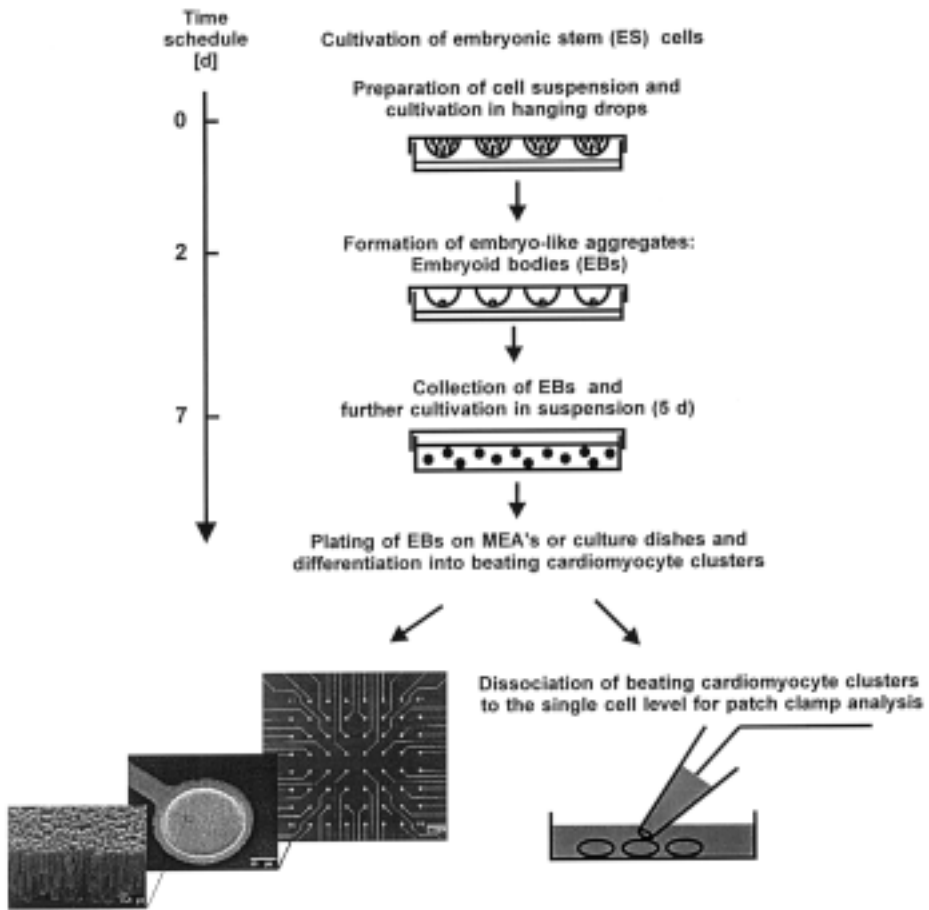 Time
schedule
[d]
Cultivation of embryonic stem (ES) cells
Preparation of cell suspension and
cultivation in hanging drops
0
Formation of embryo-like aggregates:
Embryoid bodies (EBs)
2
Collection of EBs and
further cultivation in suspension (5 d)
7
Plating of EBs on MEA's or culture dishes and
differentiation into beating cardiomyocyte clusters
Dissociation of beating cardiomyocyte clusters
to the single cell level for patch clamp analysis